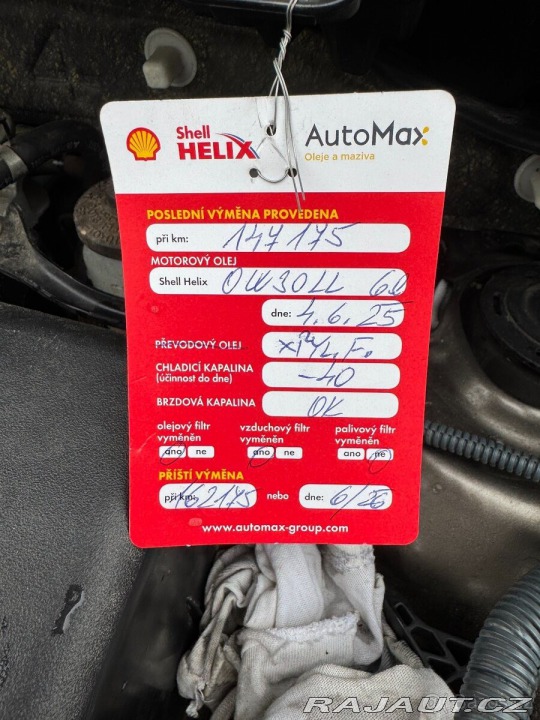 Shell HELIX AutoMax
Oleje a maziva
POSLEDNÍ VÝMĚNA PROVEDENA
při km: 147175
MOTOROVÝ OLEJ
Shell Helix 0W30LL 6l
dne: 4.6.25
PŘEVODOVÝ OLEJ
CHLADICÍ KAPALINA
(účinnost do dne) -40
BRZDOVÁ KAPALINA OK
olejový filtr vzduchový filtr palivový filtr
vyměněn vyměněn vyměněn
ano ne ano ne ano ne
PŘÍŠTÍ VÝMĚNA
při km: 162175 nebo dne: 6/26
www.automax-group.com
RAJAUT.CZ